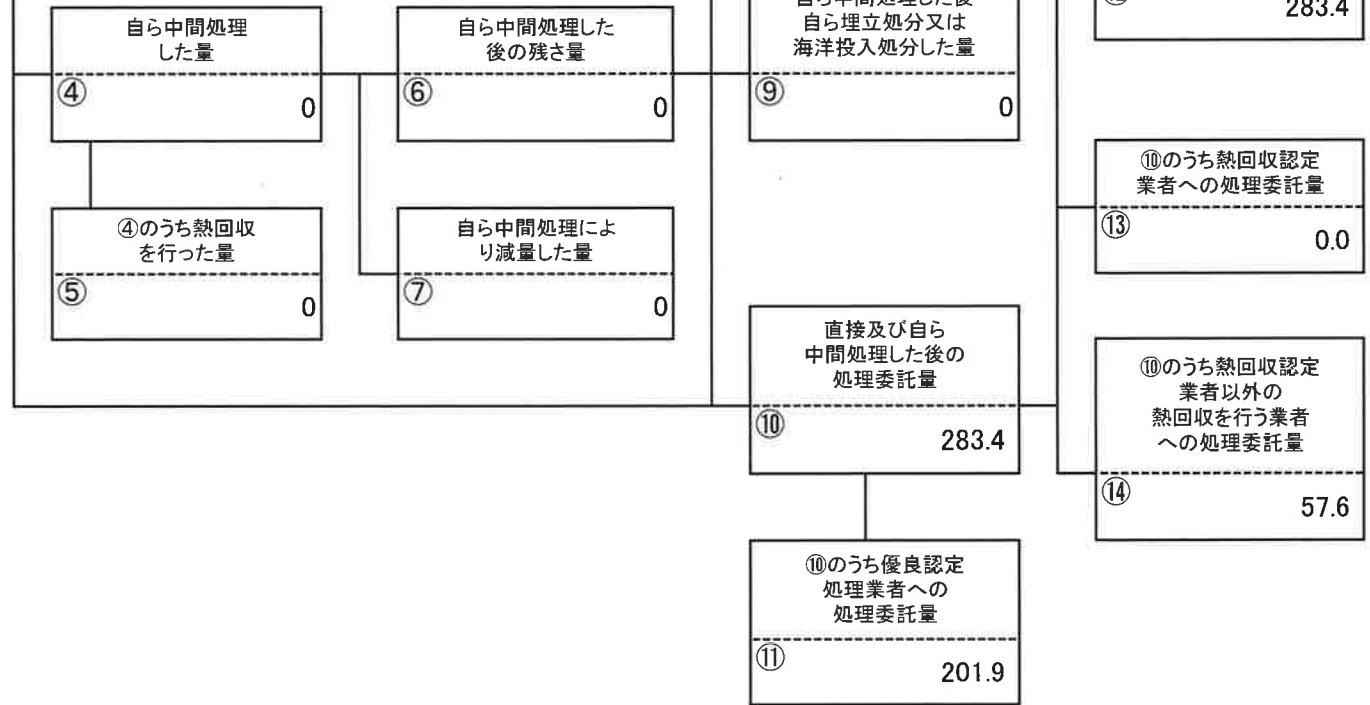 自ら中間処理
した量
④
0
自ら中間処理した
後の残さ量
⑥
0
自ら中間処理した後
自ら埋立処分又は
海洋投入処分した量
⑨
0
283.4
④のうち熱回収
を行った量
⑤
0
自ら中間処理によ
り減量した量
⑦
0
⑩のうち熱回収認定
業者への処理委託量
⑬
0.0
直接及び自ら
中間処理した後の
処理委託量
⑩
283.4
⑩のうち熱回収認定
業者以外の
熱回収を行う業者
への処理委託量
⑭
57.6
⑩のうち優良認定
処理業者への
処理委託量
⑪
201.9